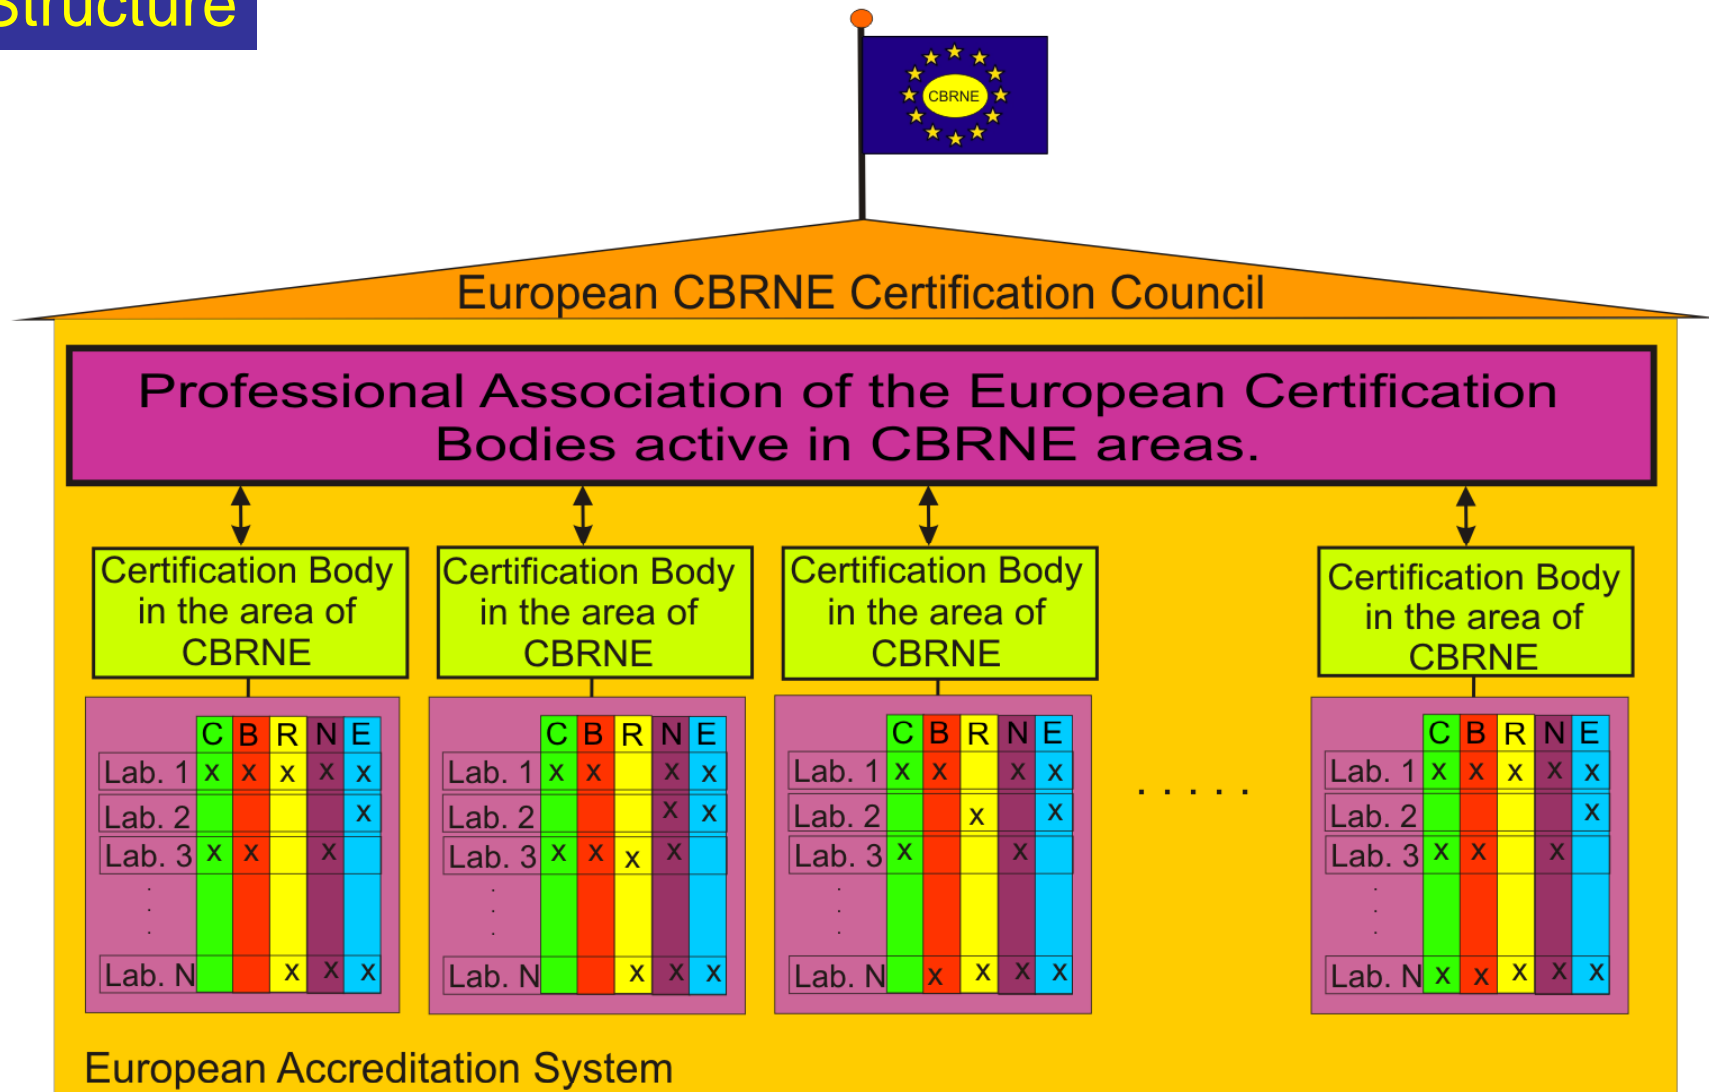 Structure
CBRNE
European CBRNE Certification Council
Professional Association of the European Certification
Bodies active in CBRNE areas.
Certification Body
in the area of
CBRNE
Certification Body
in the area of
CBRNE
Certification Body
in the area of
CBRNE
Certification Body
in the area of
CBRNE
C B R N E
Lab. 1 x x x x x
Lab. 2 x
Lab. 3 x x x
Lab. N x x x
C B R N E
Lab. 1 x x x x
Lab. 2 x x
Lab. 3 x x x x
Lab. N x x x
C B R N E
Lab. 1 x x x x
Lab. 2 x x
Lab. 3 x x
Lab. N x x x x
. . . . .
C B R N E
Lab. 1 x x x x x
Lab. 2 x
Lab. 3 x x x
Lab. N x x x x x
European Accreditation System